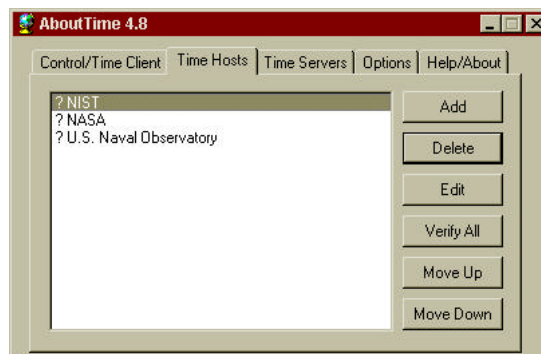 AboutTime 4.8
Control/Time Client Time Hosts Time Servers Options Help/About
? NIST
? NASA
? U.S. Naval Observatory
Add
Delete
Edit
Verify All
Move Up
Move Down